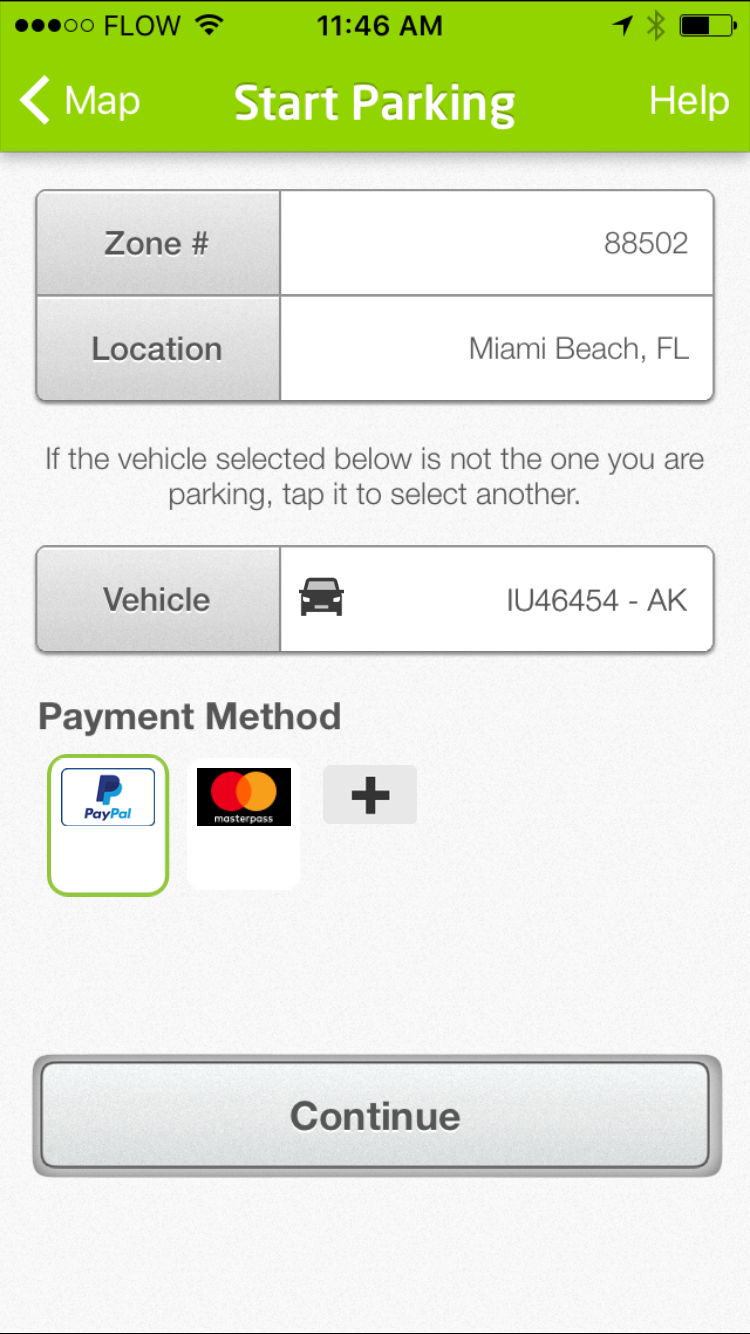 FLOW 11:46 AM
Map Start Parking Help
Zone # 88502
Location Miami Beach, FL
If the vehicle selected below is not the one you are
parking, tap it to select another.
Vehicle IU46454 - AK
Payment Method
PayPal masterpass +
Continue